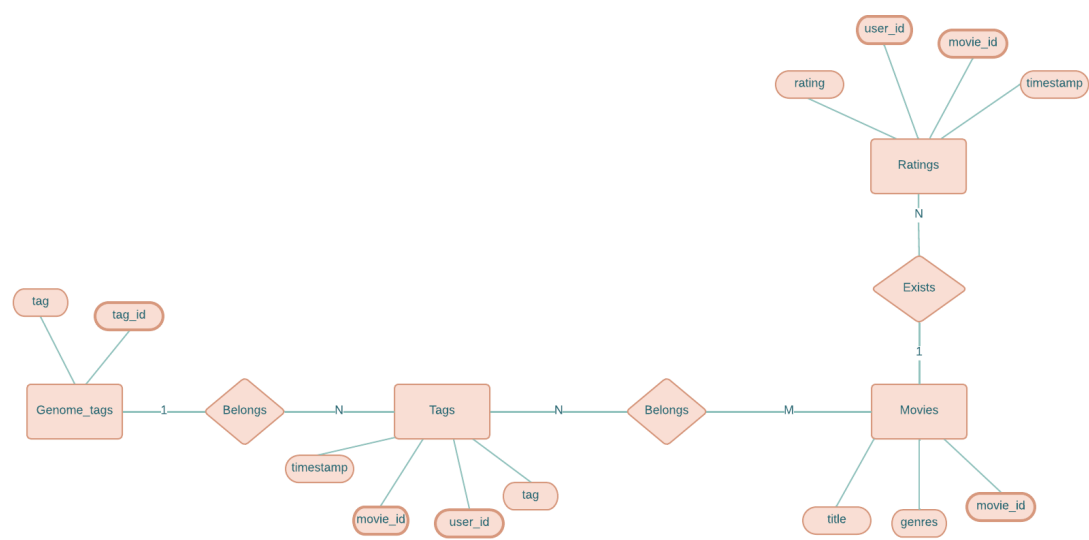 user_id
movie_id
rating
timestamp
Ratings
N
Exists
1
tag
tag_id
Genome_tags
1
Belongs
N
Tags
N
Belongs
M
Movies
timestamp
movie_id
user_id
tag
title
genres
movie_id